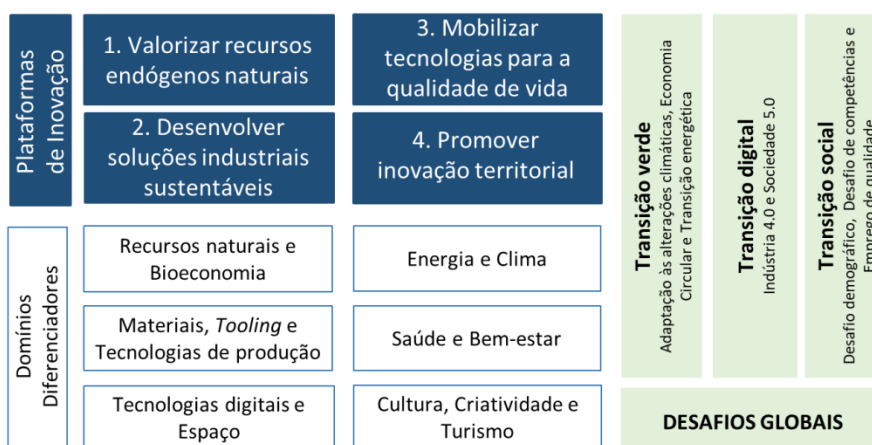 Plataformas
de Inovação
1. Valorizar recursos
endógenos naturais
3. Mobilizar
tecnologias para a
qualidade de vida
2. Desenvolver
soluções industriais
sustentáveis
4. Promover
inovação territorial
Domínios
Diferenciadores
Recursos naturais e
Bioeconomia
Energia e Clima
Materiais, Tooling e
Tecnologias de produção
Saúde e Bem-estar
Tecnologias digitais e
Espaço
Cultura, Criatividade e
Turismo
Transição verde
Adaptação às alterações climáticas, Economia
Circular e Transição energética
Transição digital
Indústria 4.0 e Sociedade 5.0
Transição social
Desafio demográfico, Desafio de competências e
Emprego de qualidade
DESAFIOS GLOBAIS